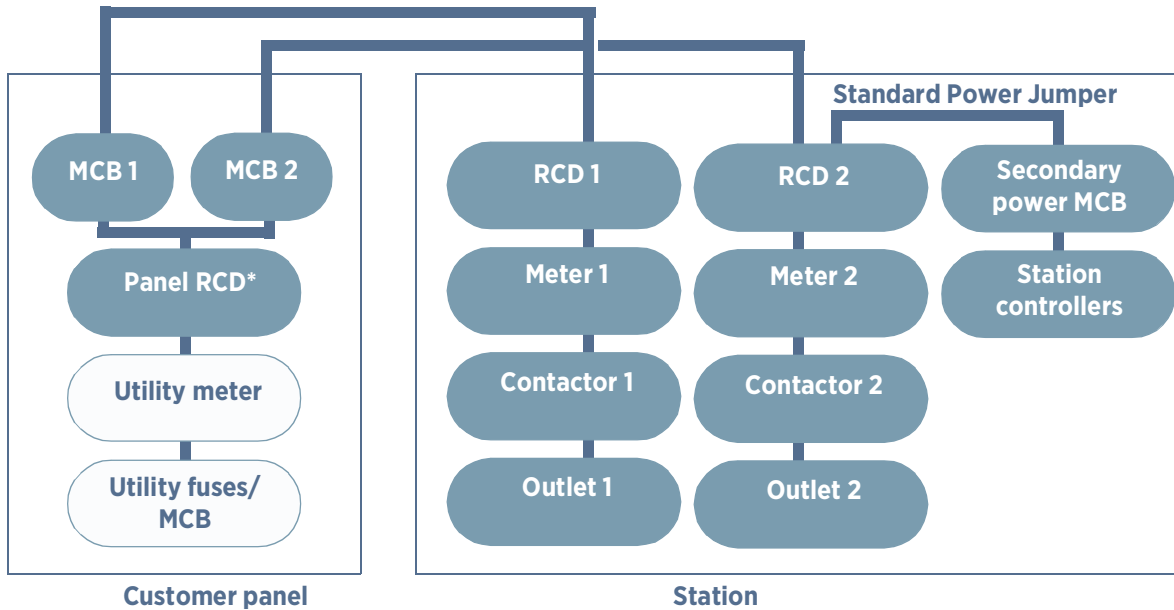 Standard Power Jumper
MCB 1
MCB 2
Panel RCD*
Utility meter
Utility fuses/
MCB
Customer panel
RCD 1
Meter 1
Contactor 1
Outlet 1
RCD 2
Meter 2
Contactor 2
Outlet 2
Secondary
power MCB
Station
controllers
Station